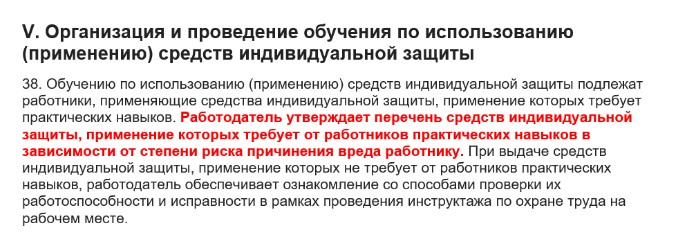 V. Организация и проведение обучения по использованию
(применению) средств индивидуальной защиты
38. Обучению по использованию (применению) средств индивидуальной защиты подлежат
работники, применяющие средства индивидуальной защиты, применение которых требует
практических навыков. Работодатель утверждает перечень средств индивидуальной
защиты, применение которых требует от работников практических навыков в
зависимости от степени риска причинения вреда работнику. При выдаче средств
индивидуальной защиты, применение которых не требует от работников практических
навыков, работодатель обеспечивает ознакомление со способами проверки их
работоспособности и исправности в рамках проведения инструктажа по охране труда на
рабочем месте.